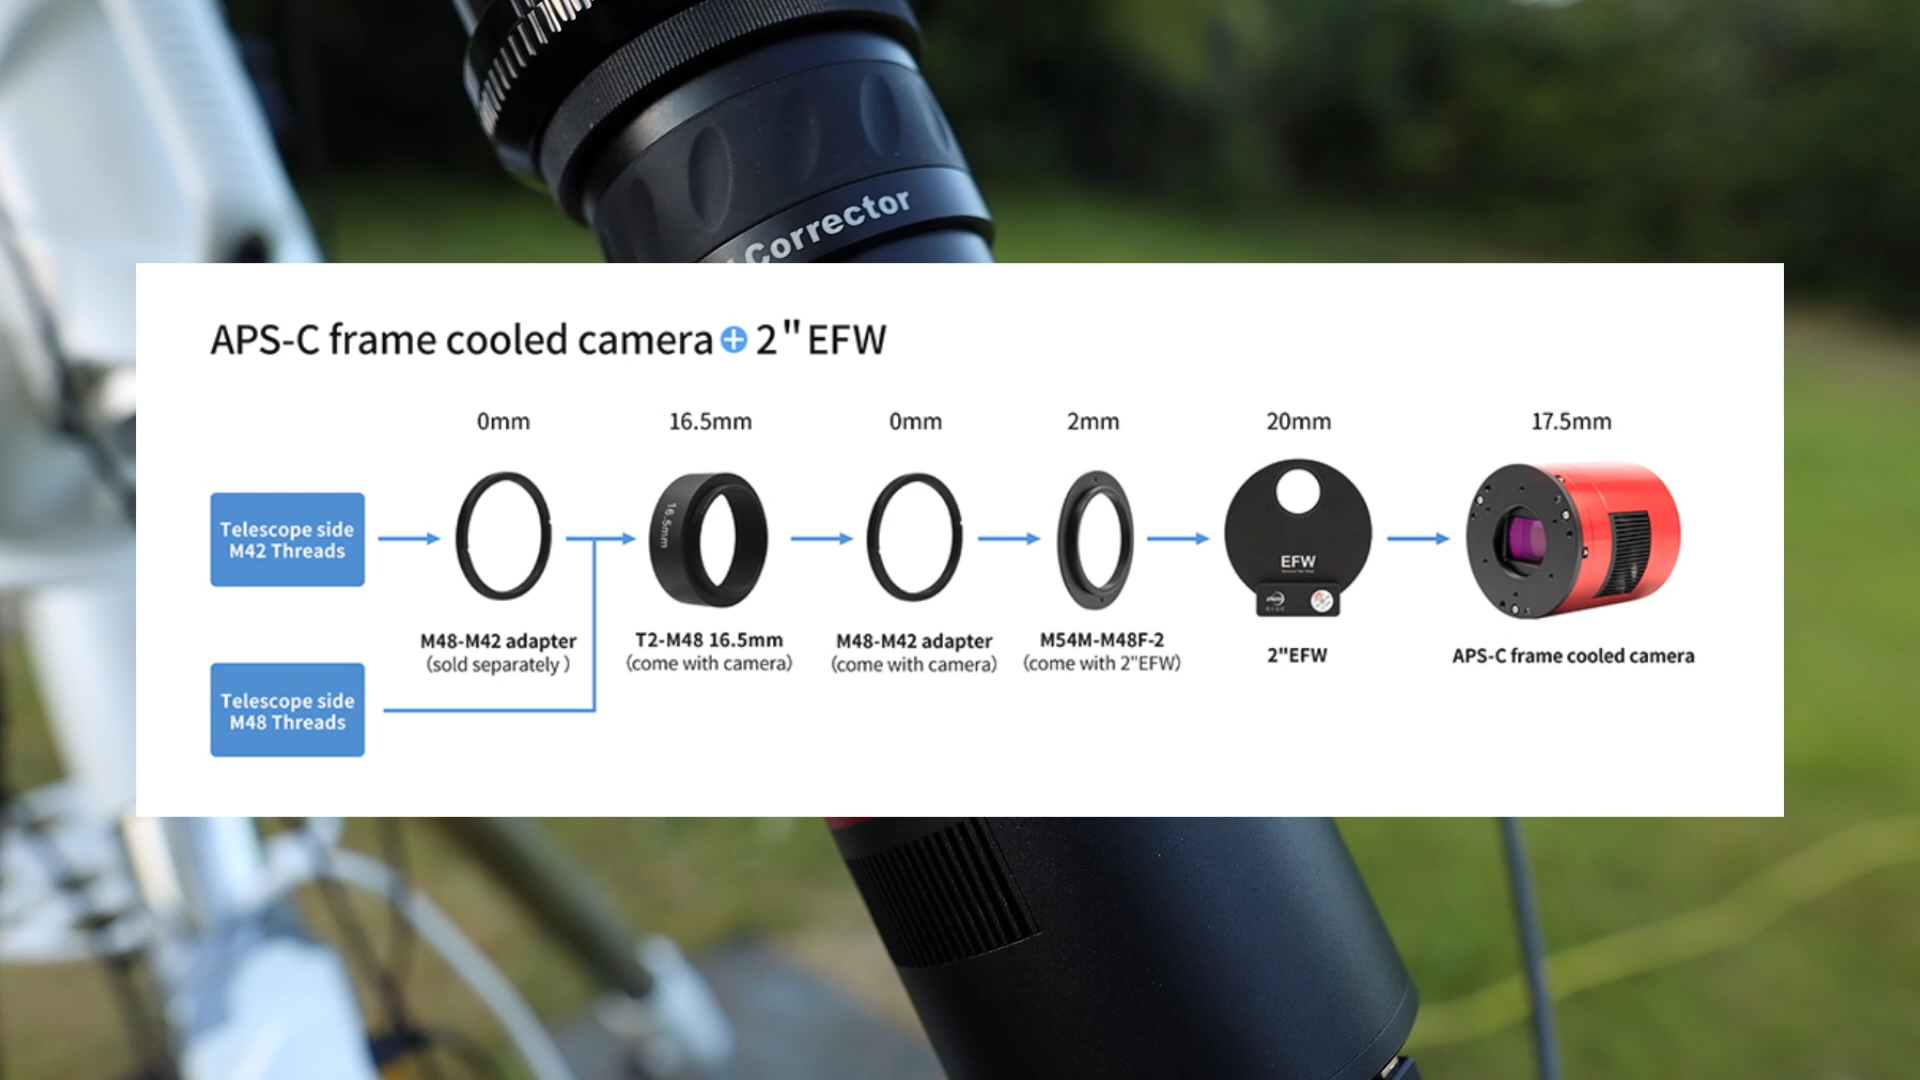 Corrector
APS-C frame cooled camera + 2" EFW
0mm
16.5mm
0mm
2mm
20mm
17.5mm
Telescope side
M42 Threads
16.5mm
EFW
M48-M42 adapter
(sold separately)
T2-M48 16.5mm
(come with camera)
M48-M42 adapter
(come with camera)
M54M-M48F-2
(come with 2"EFW)
2"EFW
APS-C frame cooled camera
Telescope side
M48 Threads